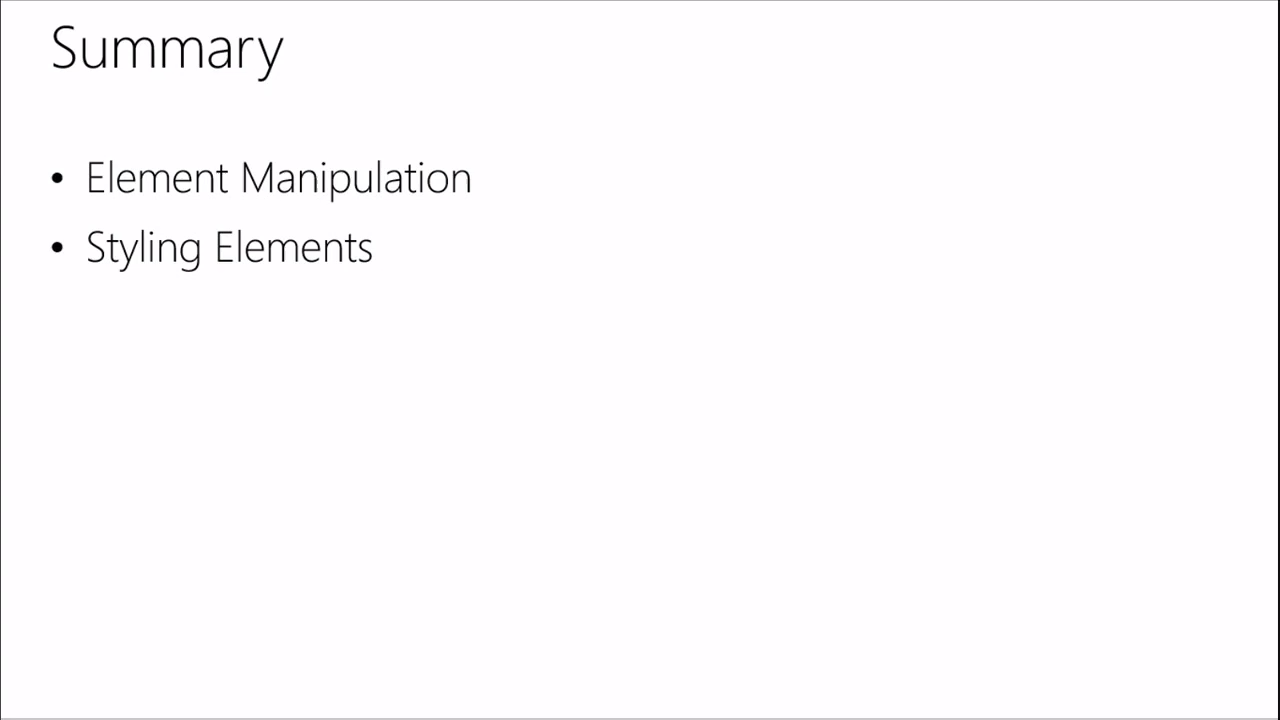 Summary
• Element Manipulation
• Styling Elements